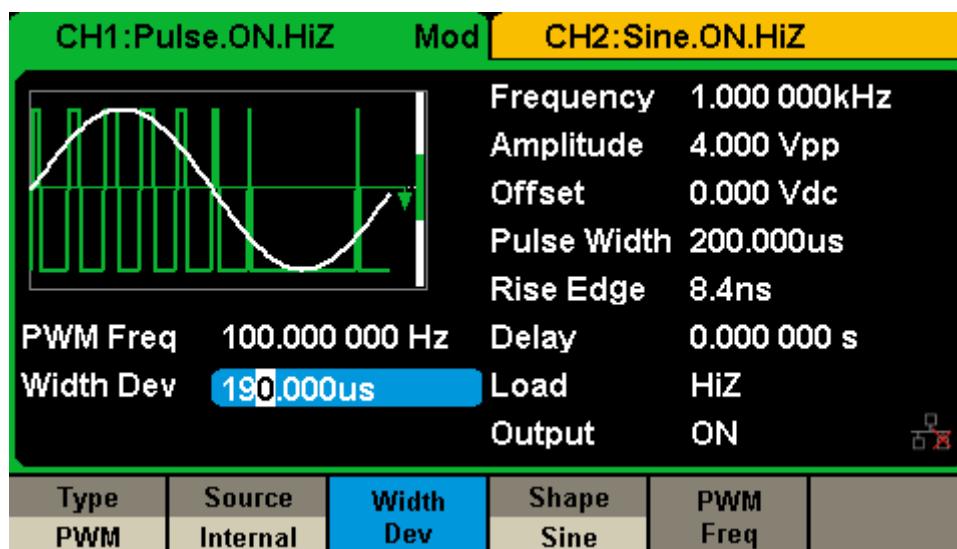 CH1:Pulse.ON.HiZ Mod CH2:Sine.ON.HiZ
Frequency 1.000 000kHz
Amplitude 4.000 Vpp
Offset 0.000 Vdc
Pulse Width 200.000us
Rise Edge 8.4ns
PWM Freq 100.000 000 Hz Delay 0.000 000 s
Width Dev 190.000us Load HiZ
Output ON
Type Source Width Shape PWM
PWM Internal Dev Sine Freq